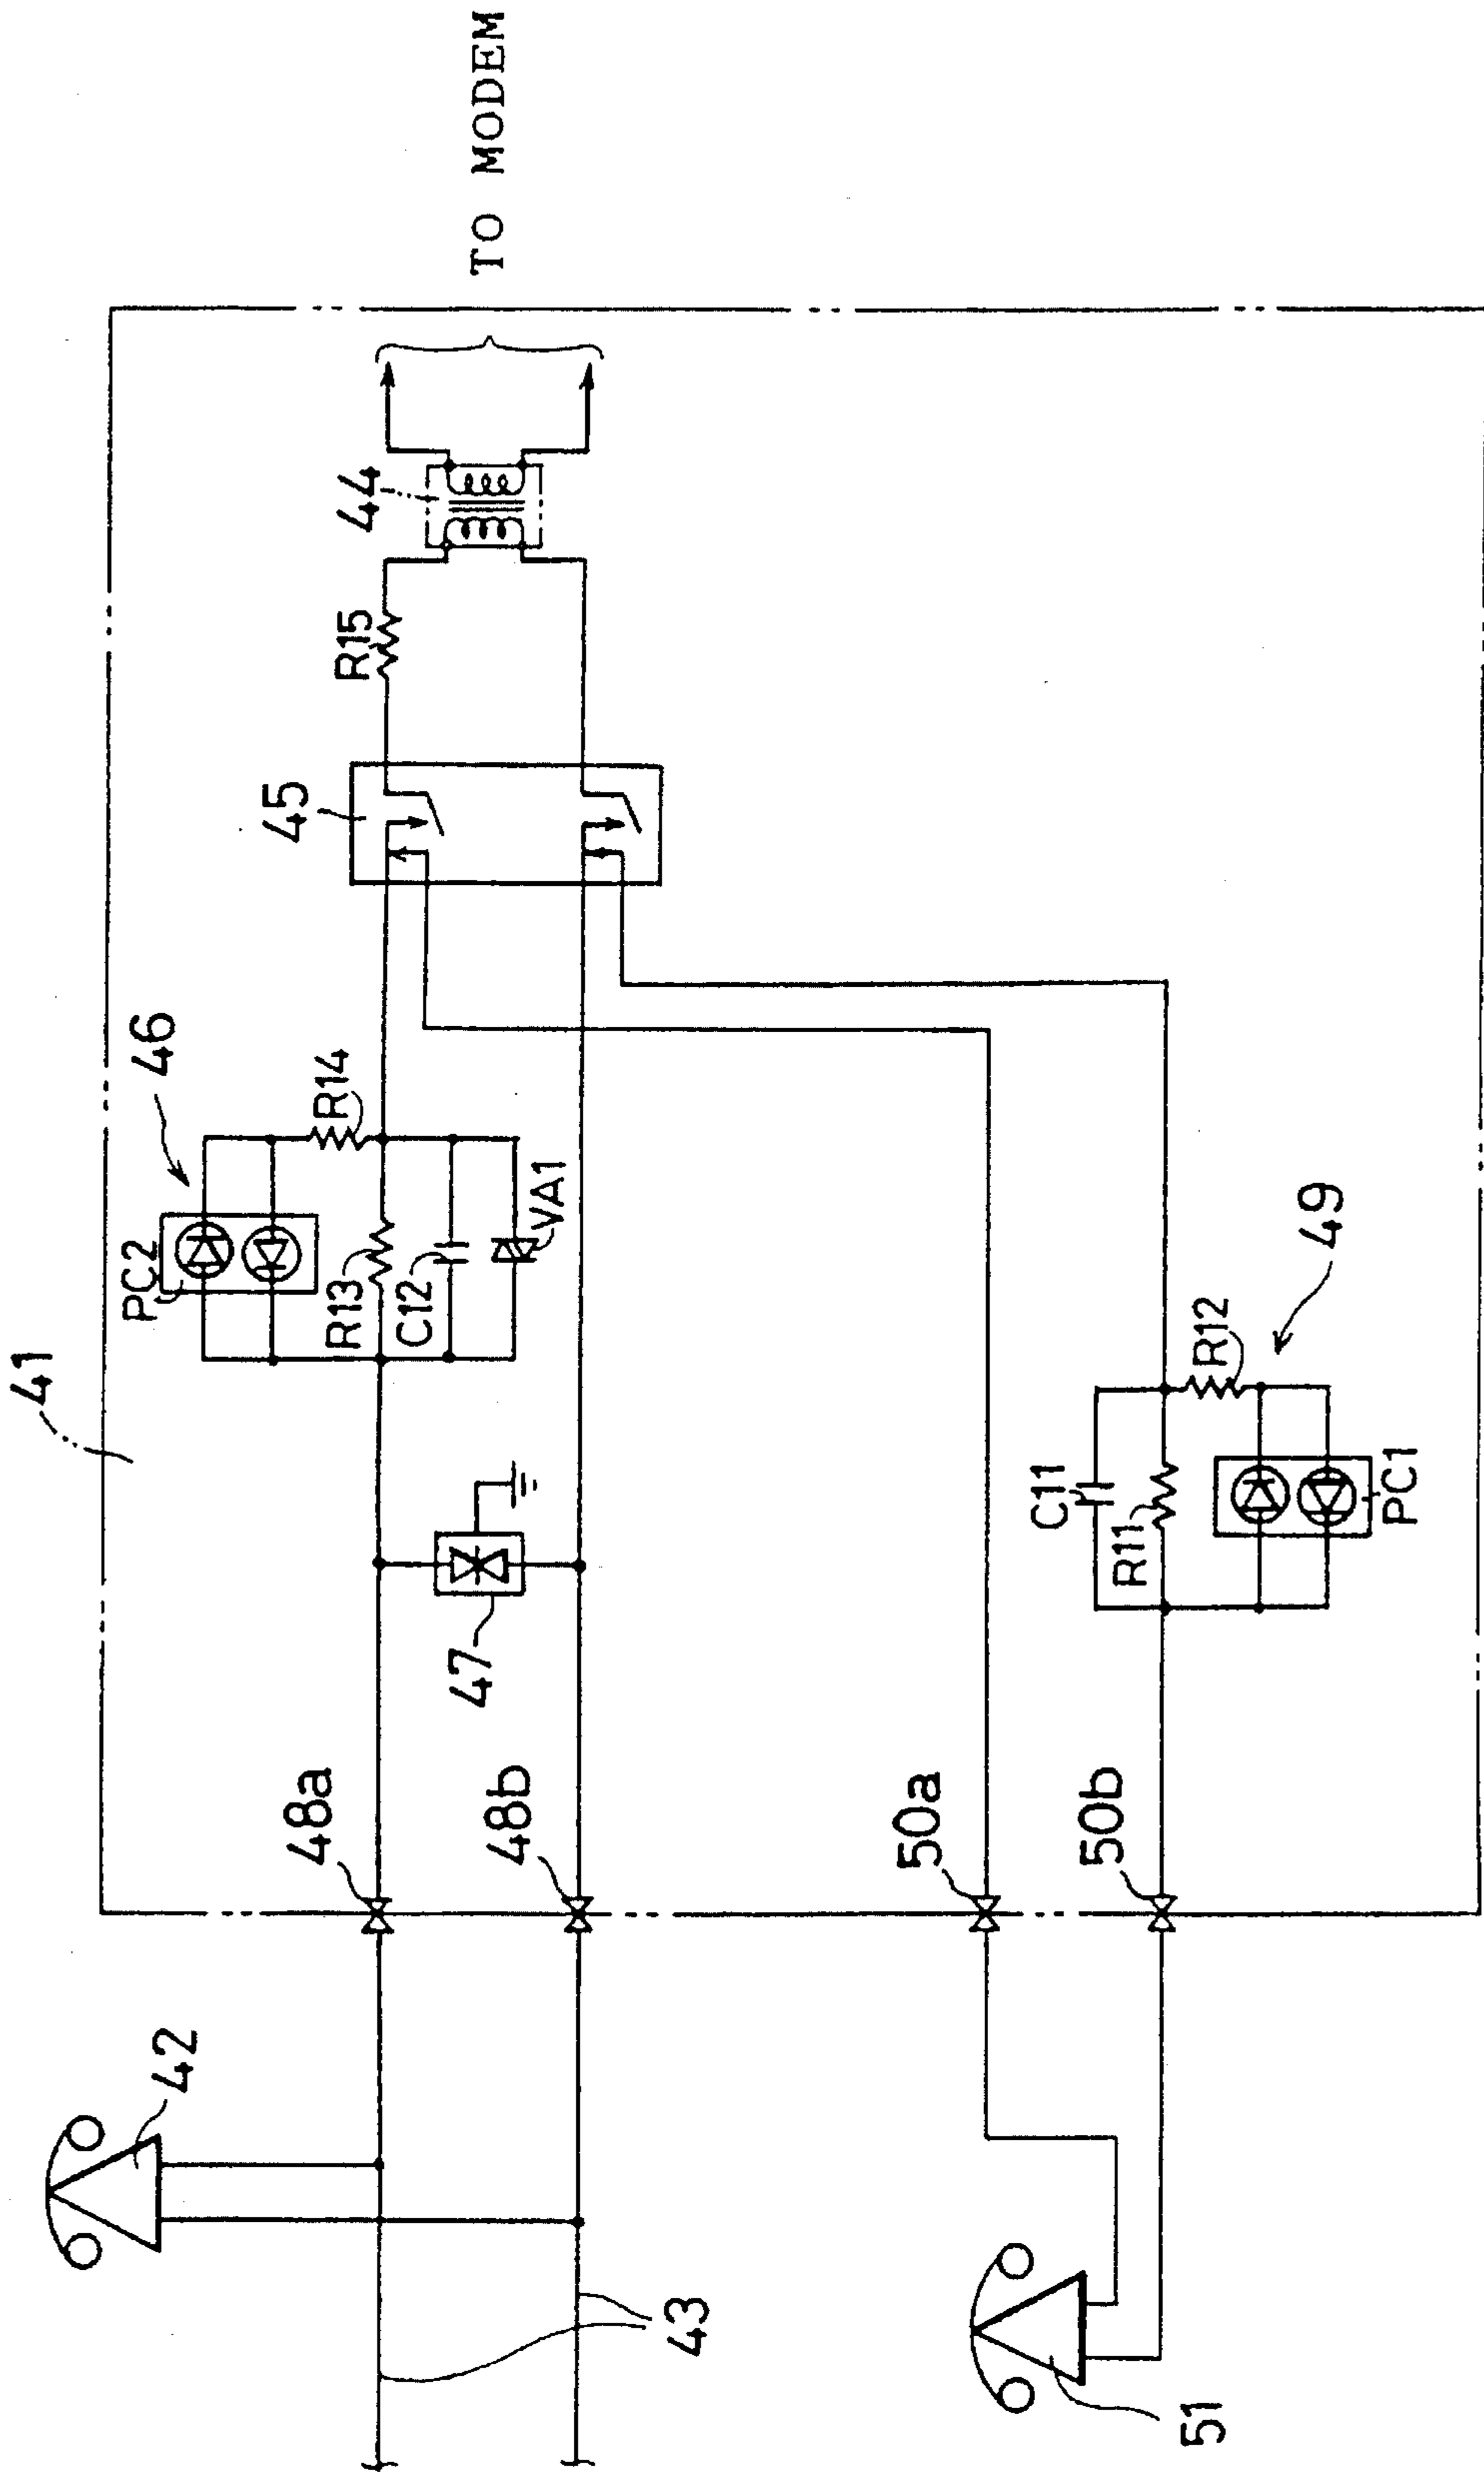 41
46
PC2
R14
R13
C12
VA1
45
R15
44
TO MODEM
42
43
48a
48b
47
50a
50b
C11
R11
R12
49
PC1
51